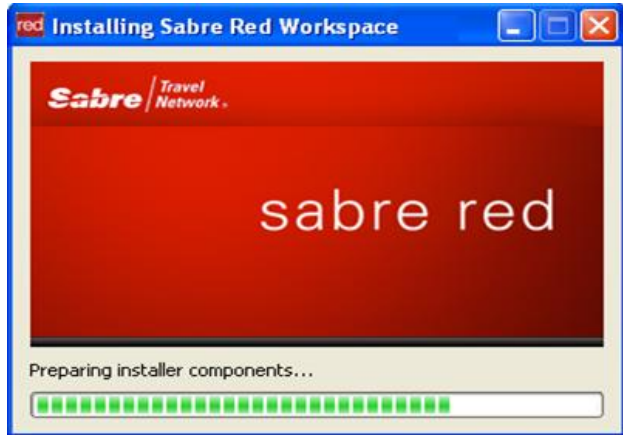 red Installing Sabre Red Workspace
Sabre Travel Network®
sabre red
Preparing installer components...